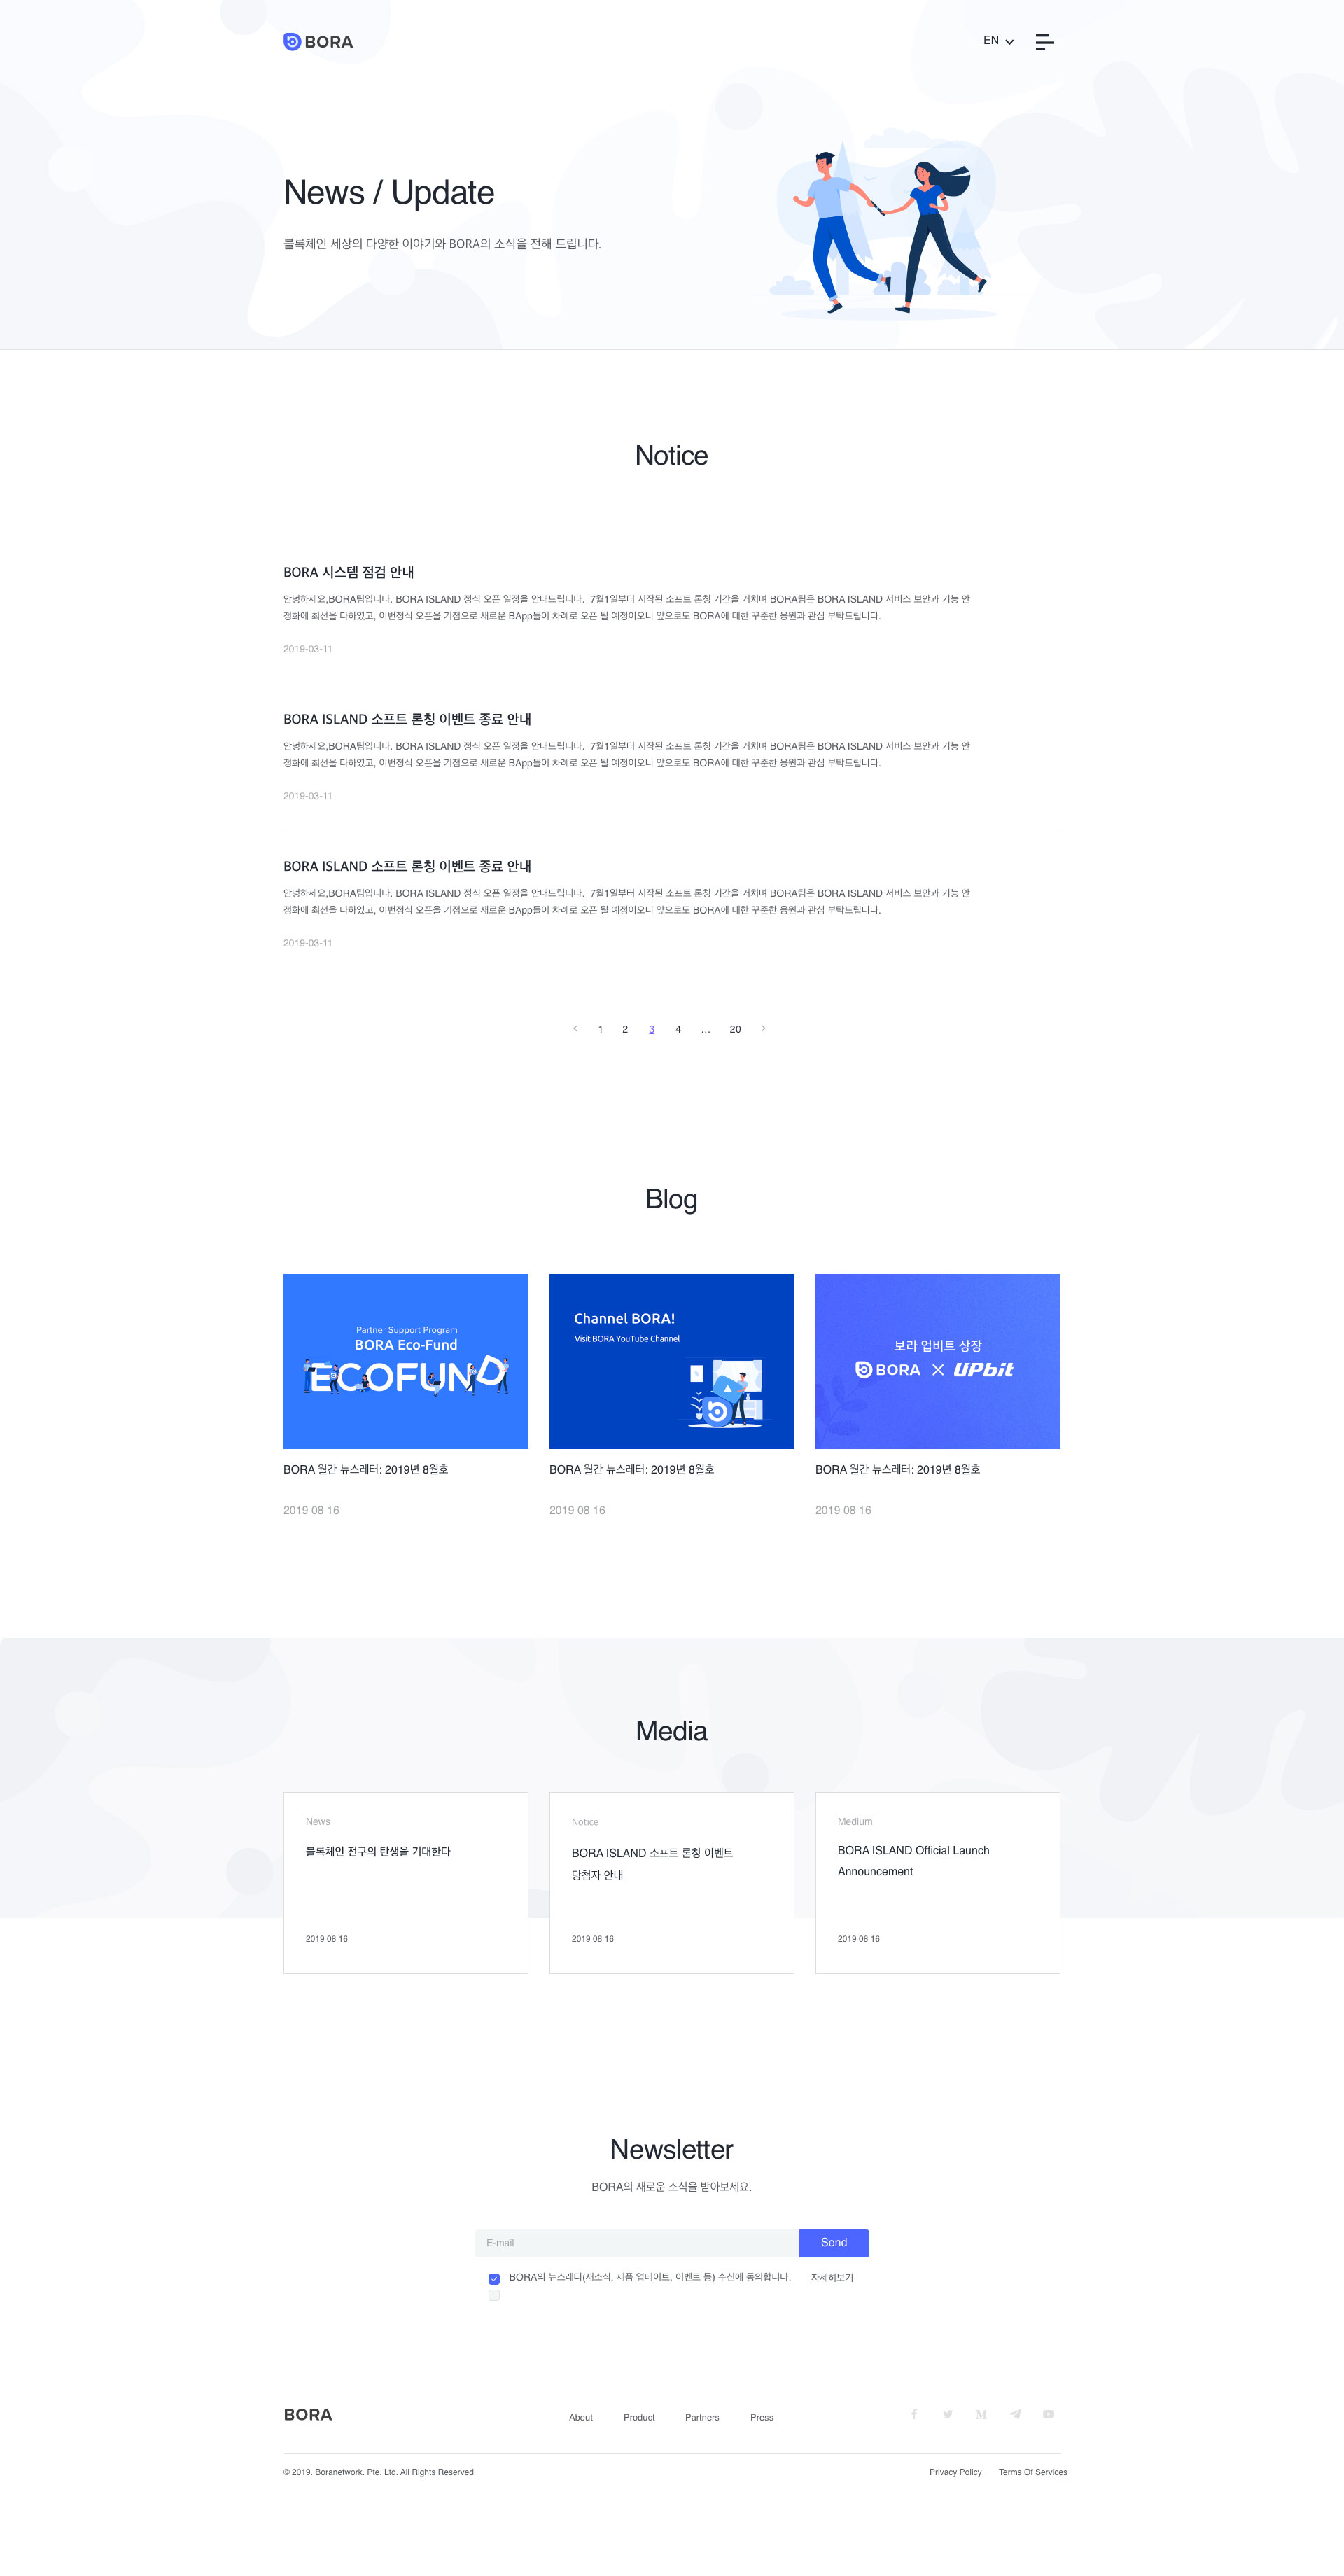 BORA
EN
News / Update
블록체인 세상의 다양한 이야기와 BORA의 소식을 전해 드립니다.
Notice
BORA 시스템 점검 안내
안녕하세요,BORA팀입니다. BORA ISLAND 정식 오픈 일정을 안내드립니다. 7월1일부터 시작된 소프트 론칭 기간을 거치며 BORA팀은 BORA ISLAND 서비스 보안과 기능 안
정화에 최선을 다하였고, 이번정식 오픈을 기점으로 새로운 BApp들이 차례로 오픈 될 예정이오니 앞으로도 BORA에 대한 꾸준한 응원과 관심 부탁드립니다.
2019-03-11
BORA ISLAND 소프트 론칭 이벤트 종료 안내
안녕하세요,BORA팀입니다. BORA ISLAND 정식 오픈 일정을 안내드립니다. 7월1일부터 시작된 소프트 론칭 기간을 거치며 BORA팀은 BORA ISLAND 서비스 보안과 기능 안
정화에 최선을 다하였고, 이번정식 오픈을 기점으로 새로운 BApp들이 차례로 오픈 될 예정이오니 앞으로도 BORA에 대한 꾸준한 응원과 관심 부탁드립니다.
2019-03-11
BORA ISLAND 소프트 론칭 이벤트 종료 안내
안녕하세요,BORA팀입니다. BORA ISLAND 정식 오픈 일정을 안내드립니다. 7월1일부터 시작된 소프트 론칭 기간을 거치며 BORA팀은 BORA ISLAND 서비스 보안과 기능 안
정화에 최선을 다하였고, 이번정식 오픈을 기점으로 새로운 BApp들이 차례로 오픈 될 예정이오니 앞으로도 BORA에 대한 꾸준한 응원과 관심 부탁드립니다.
2019-03-11
1 2 3 4 ... 20
Blog
Partner Support Program
BORA Eco-Fund
ECOFUND
BORA 월간 뉴스레터: 2019년 8월호
2019 08 16
Channel BORA!
Visit BORA YouTube Channel
BORA 월간 뉴스레터: 2019년 8월호
2019 08 16
보라 업비트 상장
BORA X UPbit
BORA 월간 뉴스레터: 2019년 8월호
2019 08 16
Media
News
블록체인 전구의 탄생을 기대한다
2019 08 16
Notice
BORA ISLAND 소프트 론칭 이벤트
당첨자 안내
2019 08 16
Medium
BORA ISLAND Official Launch
Announcement
2019 08 16
Newsletter
BORA의 새로운 소식을 받아보세요.
E-mail
Send
BORA의 뉴스레터(새소식, 제품 업데이트, 이벤트 등) 수신에 동의합니다. 자세히보기
BORA
About Product Partners Press
© 2019. Boranetwork. Pte. Ltd. All Rights Reserved
Privacy Policy Terms Of Services